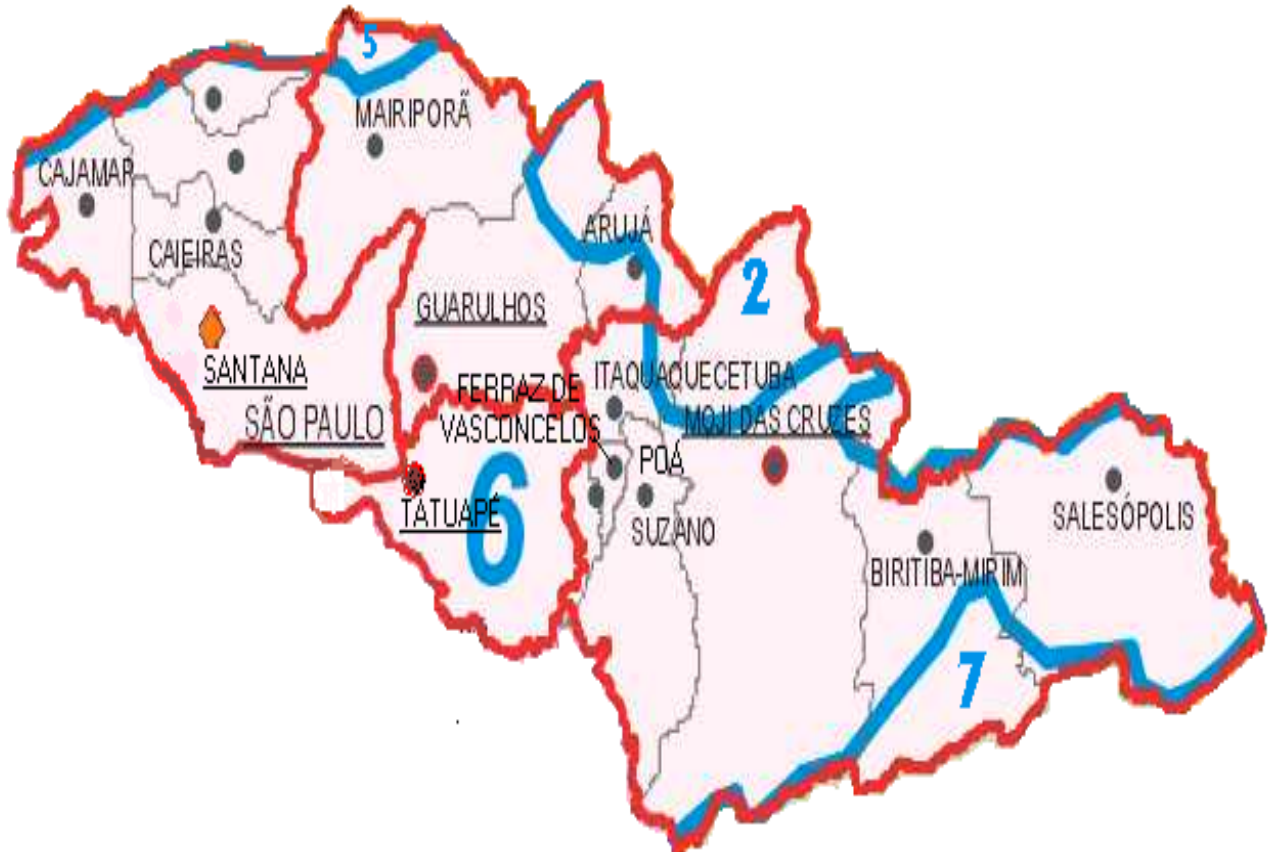 5
MAIRIPORÃ
CAJAMAR
ARUJÁ
CAIEIRAS
2
GUARULHOS
SANTANA
FERRAZ DE
VASCONCELOS
ITAQUAQUECETUBA
SÃO PAULO
MOJI DAS CRUCES
6
POÁ
TATUAPÉ
SUZANO
SALESÓPOLIS
BIRITIBA-MIRIM
7